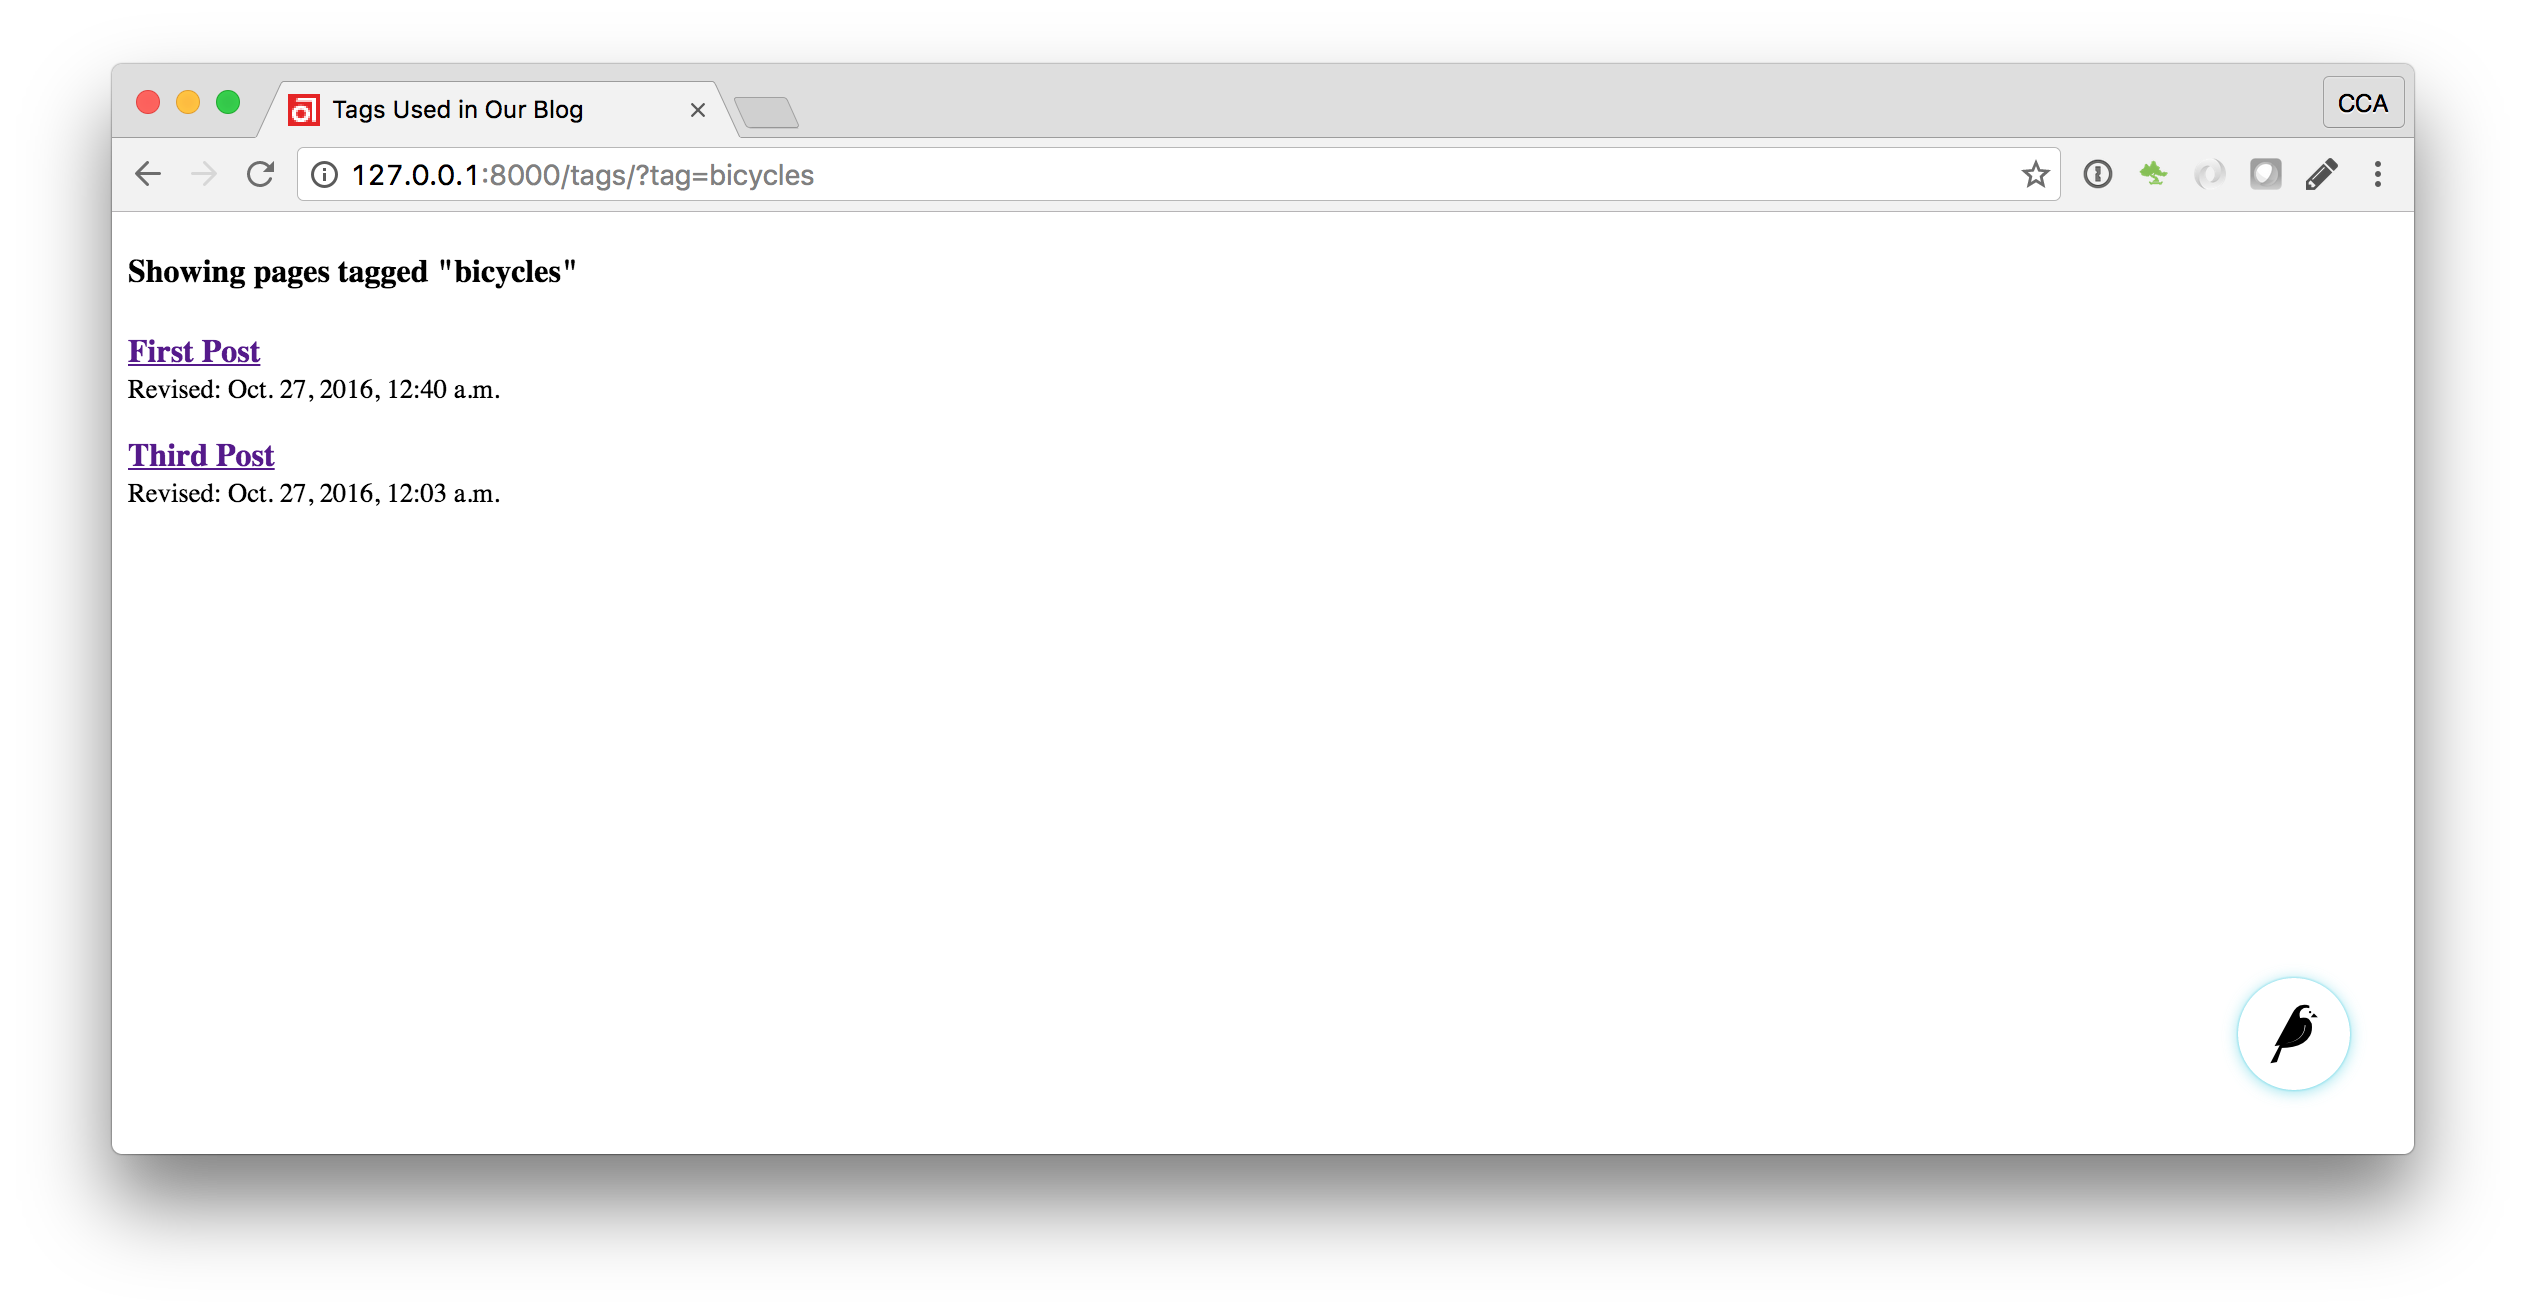 Tags Used in Our Blog
CCA
127.0.0.1:8000/tags/?tag=bicycles
Showing pages tagged "bicycles"
First Post
Revised: Oct. 27, 2016, 12:40 a.m.
Third Post
Revised: Oct. 27, 2016, 12:03 a.m.